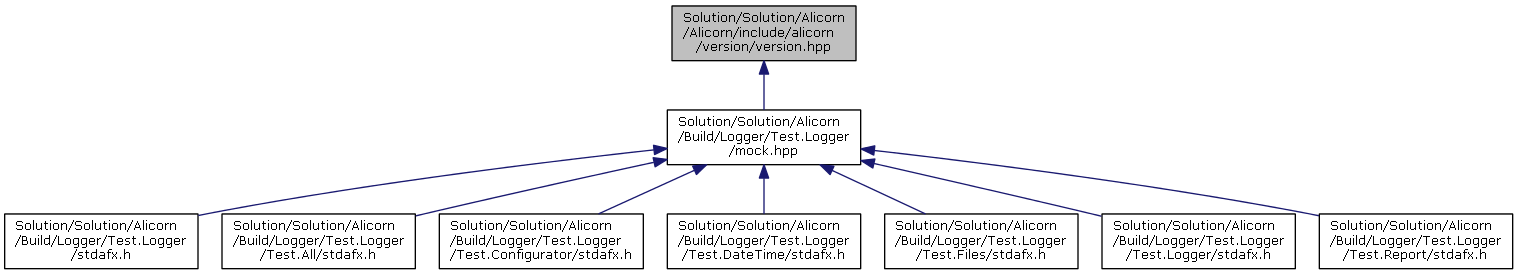 Solution/Solution/Alicorn
/Alicorn/include/alicorn
/version/version.hpp
Solution/Solution/Alicorn
/Build/Logger/Test.Logger
/mock.hpp
Solution/Solution/Alicorn
/Build/Logger/Test.Logger
/stdafx.h
Solution/Solution/Alicorn
/Build/Logger/Test.Logger
/Test.All/stdafx.h
Solution/Solution/Alicorn
/Build/Logger/Test.Logger
/Test.Configurator/stdafx.h
Solution/Solution/Alicorn
/Build/Logger/Test.Logger
/Test.DateTime/stdafx.h
Solution/Solution/Alicorn
/Build/Logger/Test.Logger
/Test.Files/stdafx.h
Solution/Solution/Alicorn
/Build/Logger/Test.Logger
/Test.Logger/stdafx.h
Solution/Solution/Alicorn
/Build/Logger/Test.Logger
/Test.Report/stdafx.h